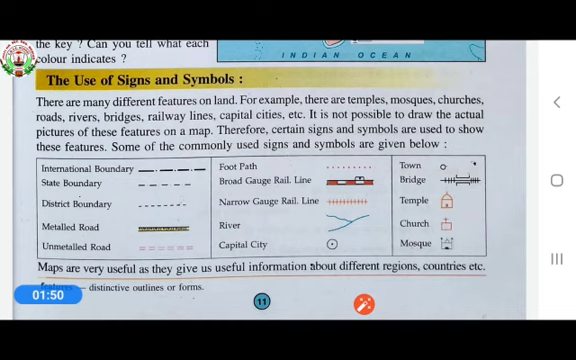 the key ? Can you tell what each
colour indicates ?
INDIAN OCEAN
The Use of Signs and Symbols :
There are many different features on land. For example, there are temples, mosques, churches,
roads, rivers, bridges, railway lines, capital cities, etc. It is not possible to draw the actual
pictures of these features on a map. Therefore, certain signs and symbols are used to show
these features. Some of the commonly used signs and symbols are given below :
International Boundary
State Boundary
District Boundary
Metalled Road
Unmetalled Road
Foot Path
Broad Gauge Rail. Line
Narrow Gauge Rail. Line
River
Capital City
Town
Bridge
Temple
Church
Mosque
Maps are very useful as they give us useful information about different regions, countries etc.
features — distinctive outlines or forms.
01:50
11